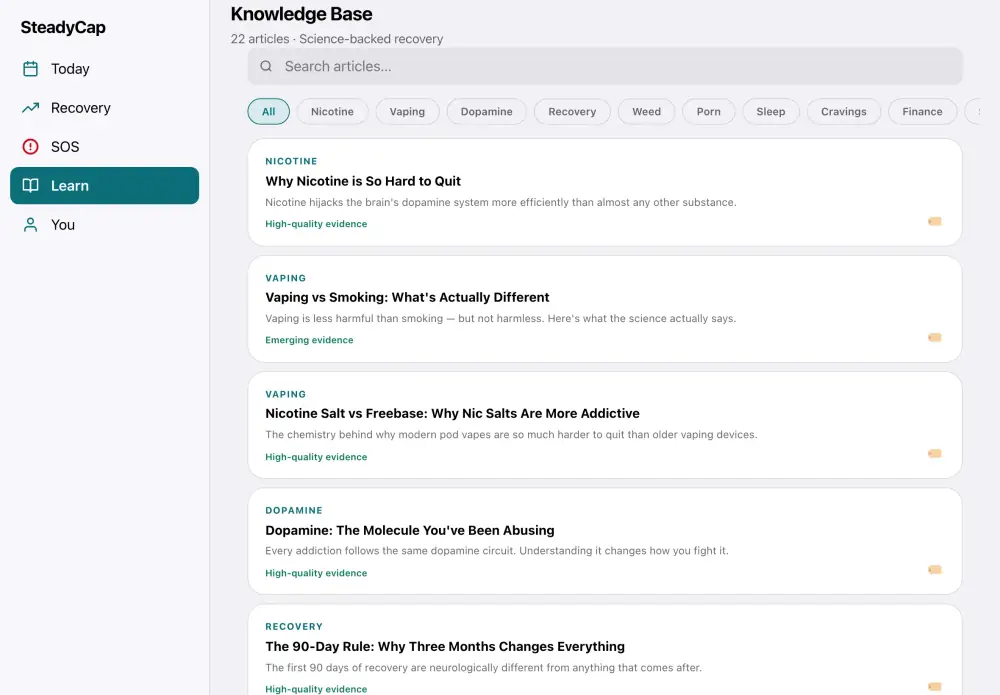 SteadyCap
Today
Recovery
SOS
Learn
You
Knowledge Base
22 articles · Science-backed recovery
Search articles...
All Nicotine Vaping Dopamine Recovery Weed Porn Sleep Cravings Finance
NICOTINE
Why Nicotine is So Hard to Quit
Nicotine hijacks the brain's dopamine system more efficiently than almost any other substance.
High-quality evidence
VAPING
Vaping vs Smoking: What's Actually Different
Vaping is less harmful than smoking — but not harmless. Here's what the science actually says.
Emerging evidence
VAPING
Nicotine Salt vs Freebase: Why Nic Salts Are More Addictive
The chemistry behind why modern pod vapes are so much harder to quit than older vaping devices.
High-quality evidence
DOPAMINE
Dopamine: The Molecule You've Been Abusing
Every addiction follows the same dopamine circuit. Understanding it changes how you fight it.
High-quality evidence
RECOVERY
The 90-Day Rule: Why Three Months Changes Everything
The first 90 days of recovery are neurologically different from anything that comes after.
High-quality evidence